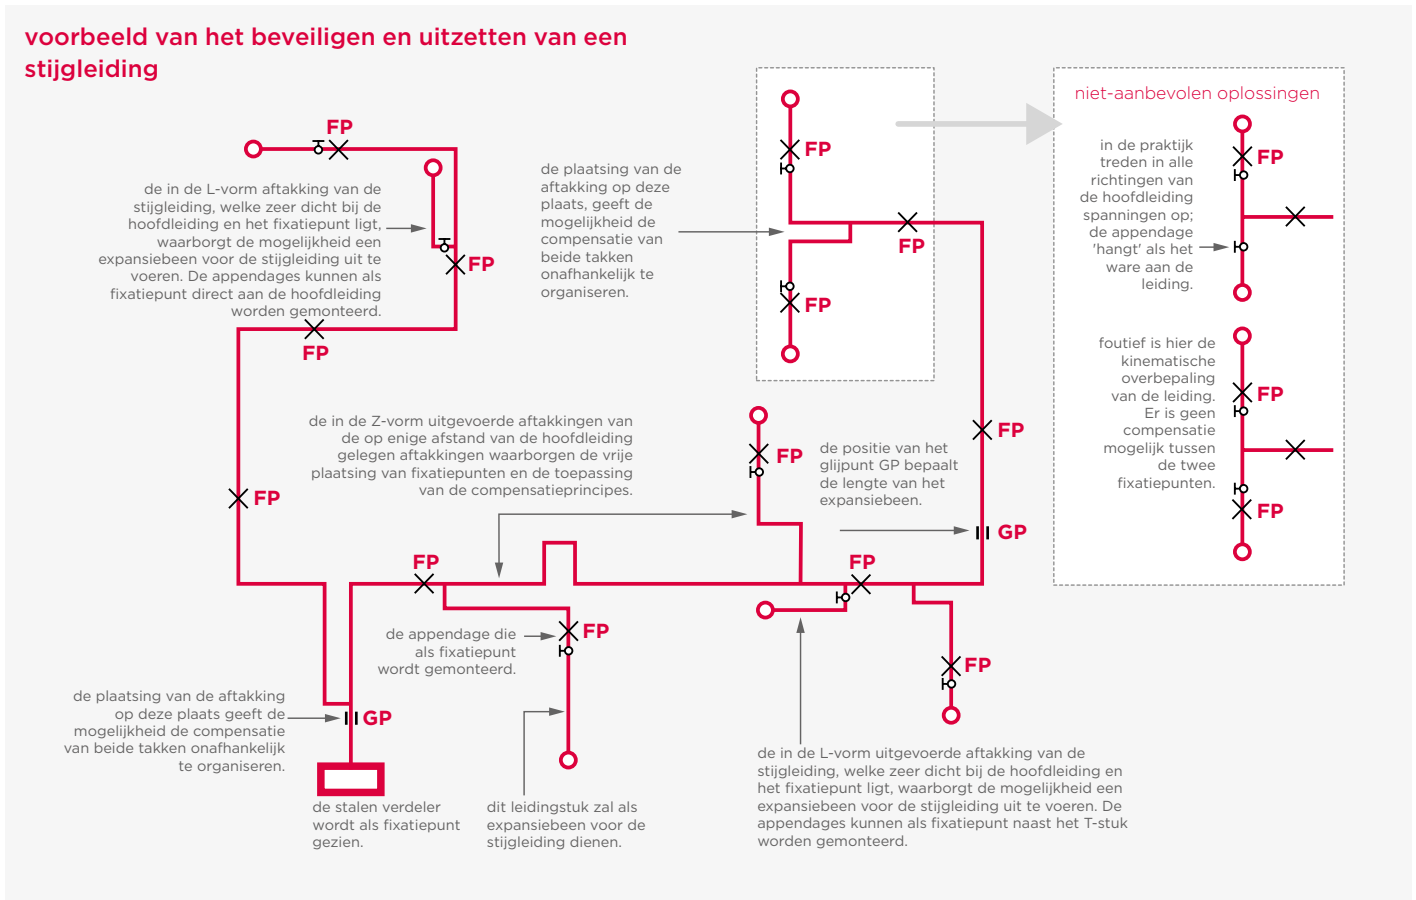 voorbeeld van het beveiligen en uitzetten van een
stijgleiding
FP
de in de L-vorm aftakking van de
stijgleiding, welke zeer dicht bij de
hoofdleiding en het fixatiepunt ligt,
waarborgt de mogelijkheid een
expansiebeen voor de stijgleiding uit te
voeren. De appendages kunnen als
fixatiepunt direct aan de hoofdleiding
worden gemonteerd.
FP
FP
de plaatsing van de
aftakking op deze
plaats, geeft de
mogelijkheid de
compensatie van
beide takken
onafhankelijk te
organiseren.
FP
FP
FP
niet-aanbevolen oplossingen
in de praktijk
treden in alle
richtingen van
de hoofdleiding
spanningen op;
de appendage
'hangt' als het
ware aan de
leiding.
FP
foutief is hier de
kinematische
overbepaling
van de leiding.
Er is geen
compensatie
mogelijk tussen
de twee
fixatiepunten.
FP
FP
de in de Z-vorm uitgevoerde aftakkingen van
de op enige afstand van de hoofdleiding
gelegen aftakkingen waarborgen de vrije
plaatsing van fixatiepunten en de toepassing
van de compensatieprincipes.
FP
FP
de positie van het
glijpunt GP bepaalt
de lengte van het
expansiebeen.
FP
GP
FP
FP
de appendage die
als fixatiepunt
wordt gemonteerd.
FP
FP
de plaatsing van de aftakking
op deze plaats geeft de
mogelijkheid de compensatie
van beide takken onafhankelijk
te organiseren.
GP
de stalen verdeler
wordt als fixatiepunt
gezien.
dit leidingstuk zal als
expansiebeen voor de
stijgleiding dienen.
de in de L-vorm uitgevoerde aftakking van de
stijgleiding, welke zeer dicht bij de hoofdleiding en
het fixatiepunt ligt, waarborgt de mogelijkheid een
expansiebeen voor de stijgleiding uit te voeren. De
appendages kunnen als fixatiepunt naast het T-stuk
worden gemonteerd.